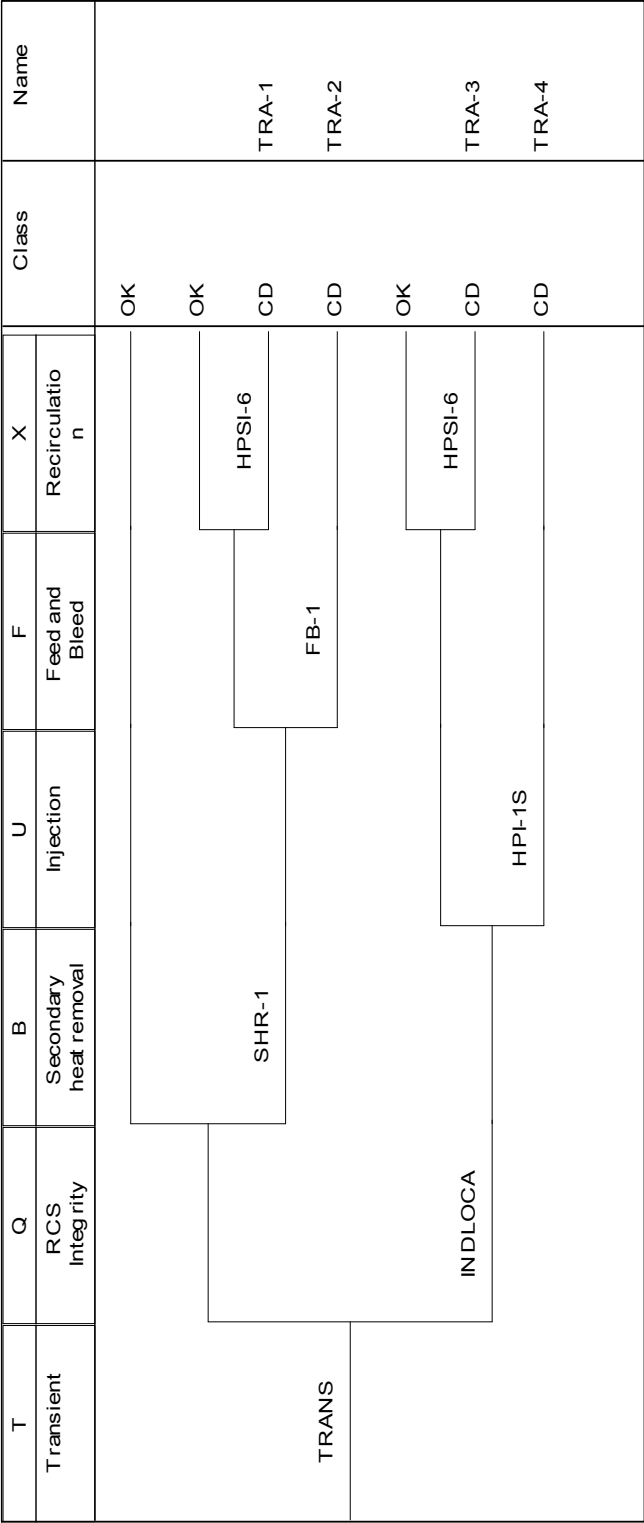 T Q B U F X Class Name
Transient
RCS
Integrity
Secondary
heat removal
Injection
Feed and
Bleed
Recirculatio
n
OK
OK
HPSI-6 CD TRA-1
SHR-1
FB-1 CD TRA-2
TRANS
OK
HPSI-6 CD TRA-3
INDLOCA
HPI-1S CD TRA-4